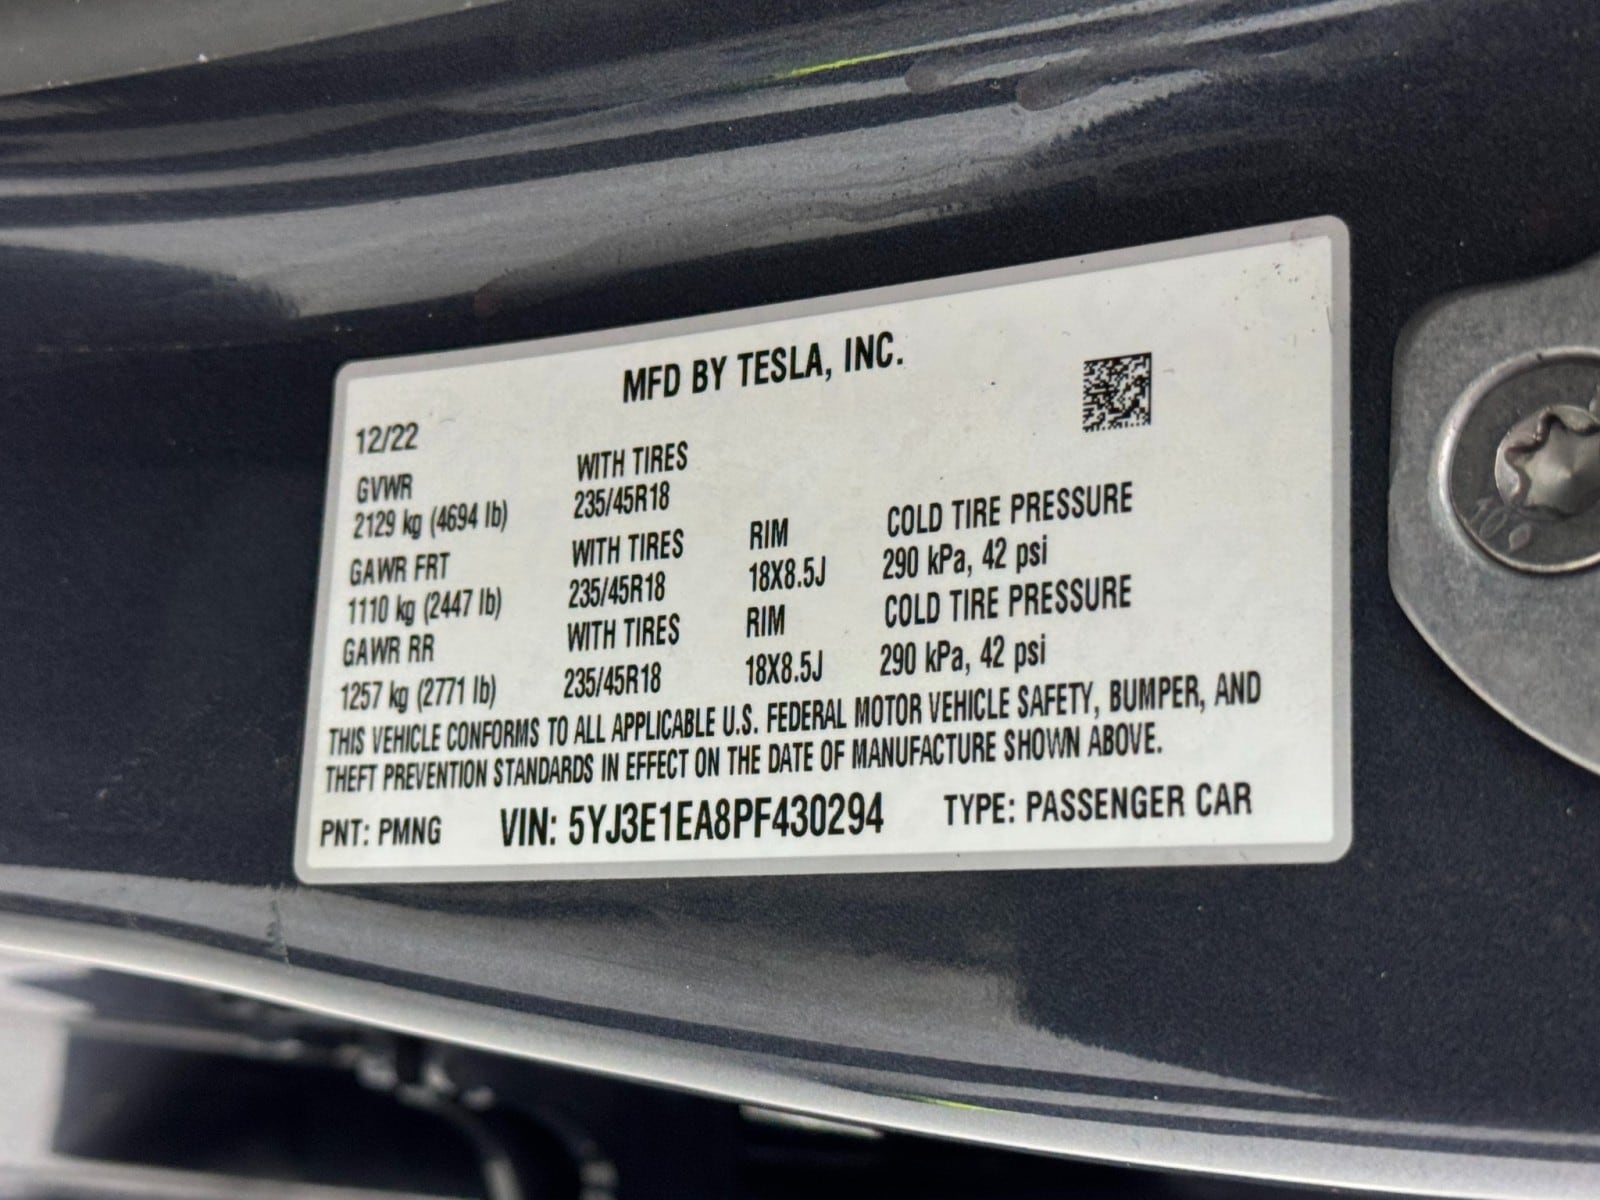 MFD BY TESLA, INC.
12/22
GVWR WITH TIRES
2129 kg (4694 lb) 235/45R18
GAWR FRT WITH TIRES RIM COLD TIRE PRESSURE
1110 kg (2447 lb) 235/45R18 18X8.5J 290 kPa, 42 psi
GAWR RR WITH TIRES RIM COLD TIRE PRESSURE
1257 kg (2771 lb) 235/45R18 18X8.5J 290 kPa, 42 psi
THIS VEHICLE CONFORMS TO ALL APPLICABLE U.S. FEDERAL MOTOR VEHICLE SAFETY, BUMPER, AND
THEFT PREVENTION STANDARDS IN EFFECT ON THE DATE OF MANUFACTURE SHOWN ABOVE.
PNT: PMNG VIN: 5YJ3E1EA8PF430294 TYPE: PASSENGER CAR
10